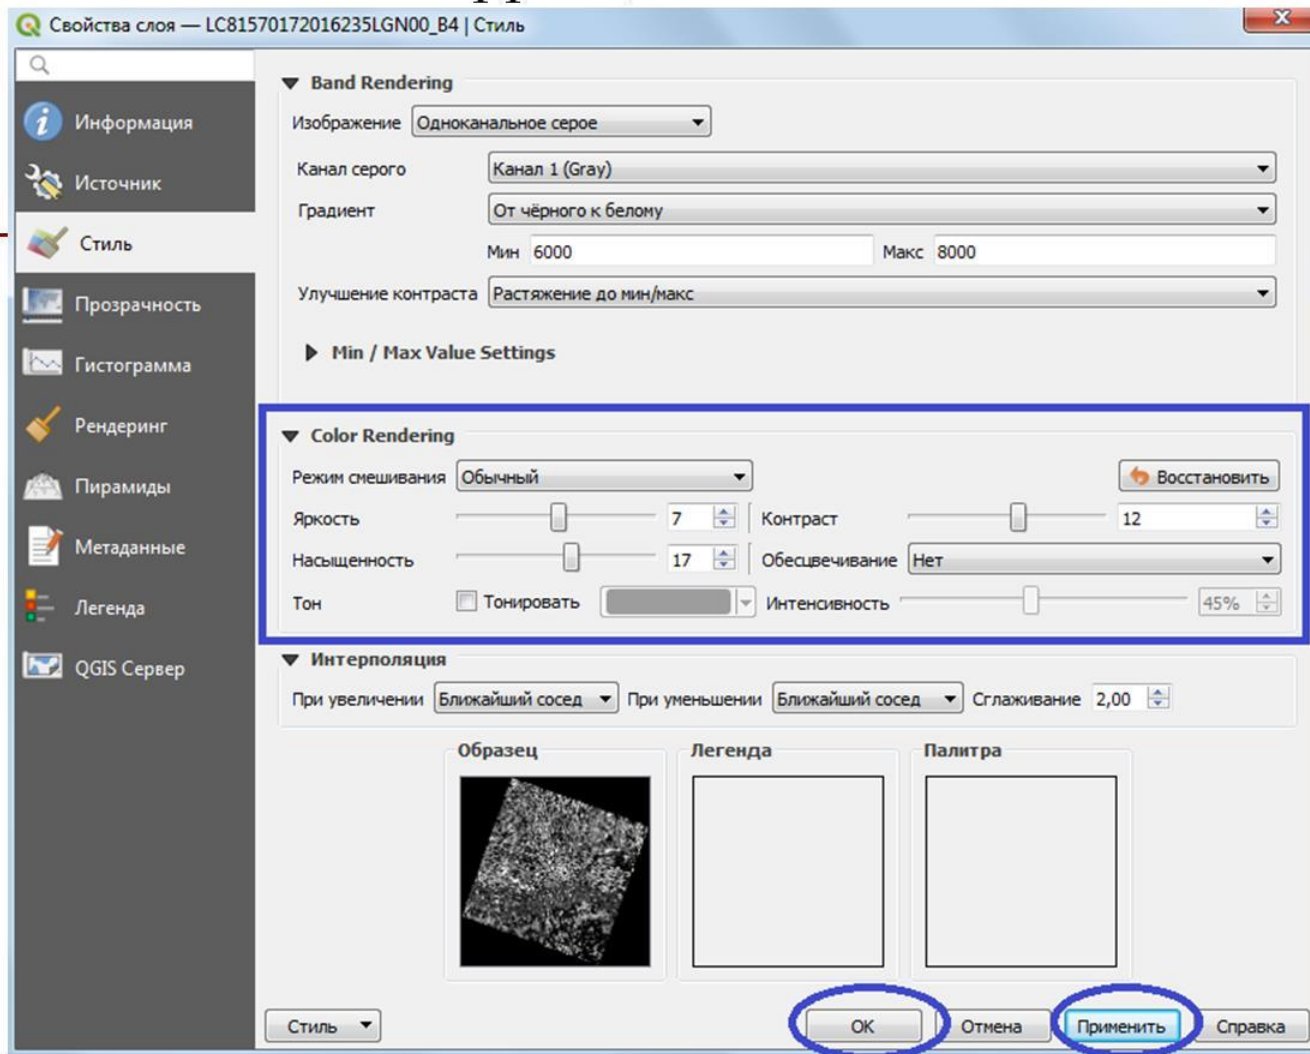 Свойства слоя — LC81570172016235LGN00_B4 | Стиль
Информация
Источник
Стиль
Прозрачность
Гистограмма
Рендеринг
Пирамиды
Метаданные
Легенда
QGIS Сервер
Band Rendering
Изображение Одноканальное серое
Канал серого Канал 1 (Gray)
Градиент От чёрного к белому
Мин 6000 Макс 8000
Улучшение контраста Растяжение до мин/макс
Min / Max Value Settings
Color Rendering
Режим смешивания Обычный Восстановить
Яркость 7 Контраст 12
Насыщенность 17 Обесцвечивание Нет
Тон Тонировать Интенсивность 45%
Интерполяция
При увеличении Ближайший сосед При уменьшении Ближайший сосед Сглаживание 2,00
Образец Легенда Палитра
Стиль OK Отмена Применить Справка